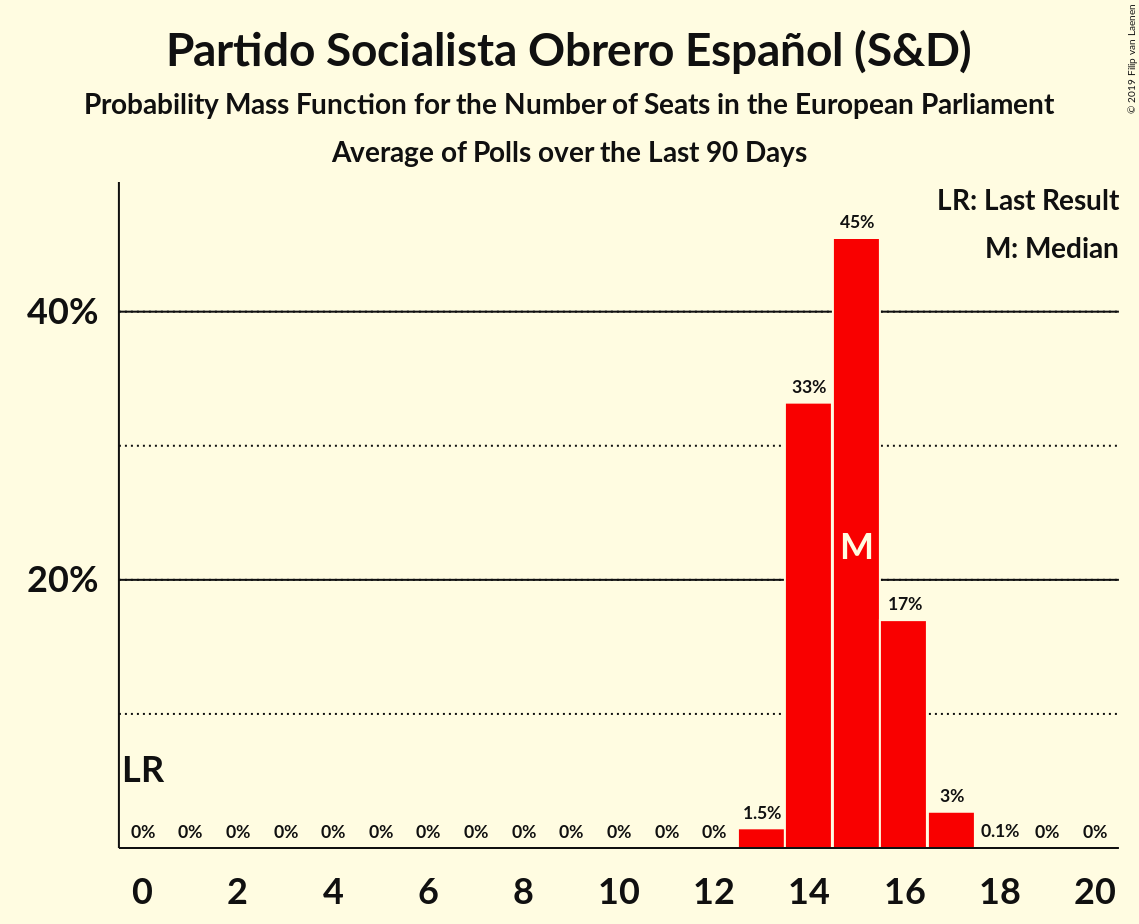 Partido Socialista Obrero Español (S&D)
Probability Mass Function for the Number of Seats in the European Parliament
Average of Polls over the Last 90 Days
© 2019 Filip van Laenen
LR: Last Result
M: Median
45%
40%
33%
M
20%
17%
LR
3%
1.5%
0% 0% 0% 0% 0% 0% 0% 0% 0% 0% 0% 0% 0% 0.1% 0% 0%
0 2 4 6 8 10 12 14 16 18 20